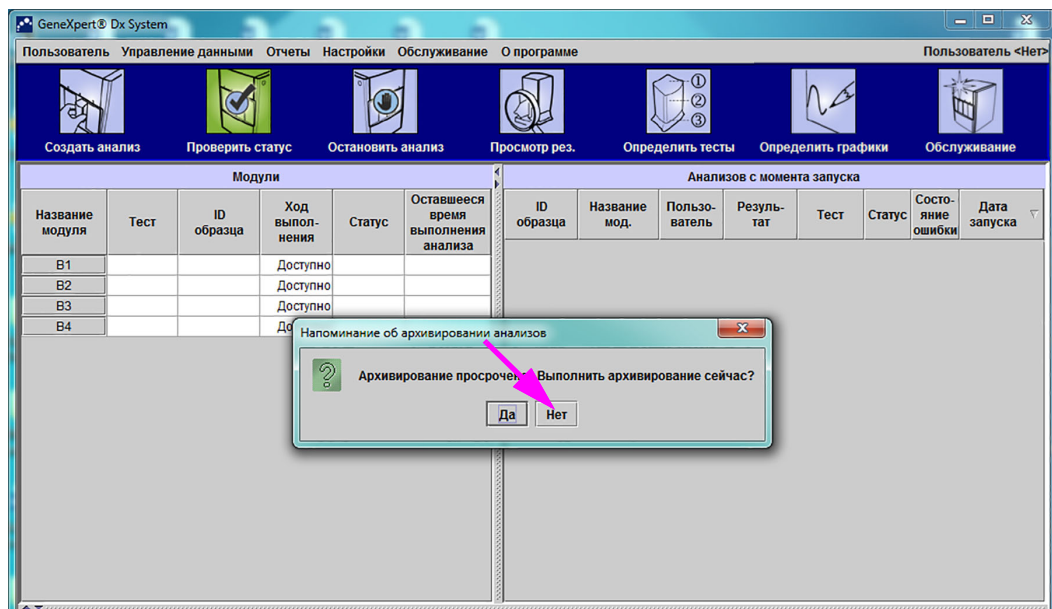 GeneXpert® Dx System
Пользователь Управление данными Отчеты Настройки Обслуживание О программе Пользователь <Нет>
Создать анализ Проверить статус Остановить анализ Просмотр рез. Определить тесты Определить графики Обслуживание
Модули
Название модуля Тест ID образца Ход выпол-нения Статус Оставшееся время выполнения анализа
B1 Доступно
B2 Доступно
B3 Доступно
B4
Анализов с момента запуска
ID образца Название мод. Пользо-ватель Резуль-тат Тест Статус Состо-яние ошибки Дата запуска
Напоминание об архивировании анализов
Архивирование Выполнить архивирование сейчас?
Да Нет